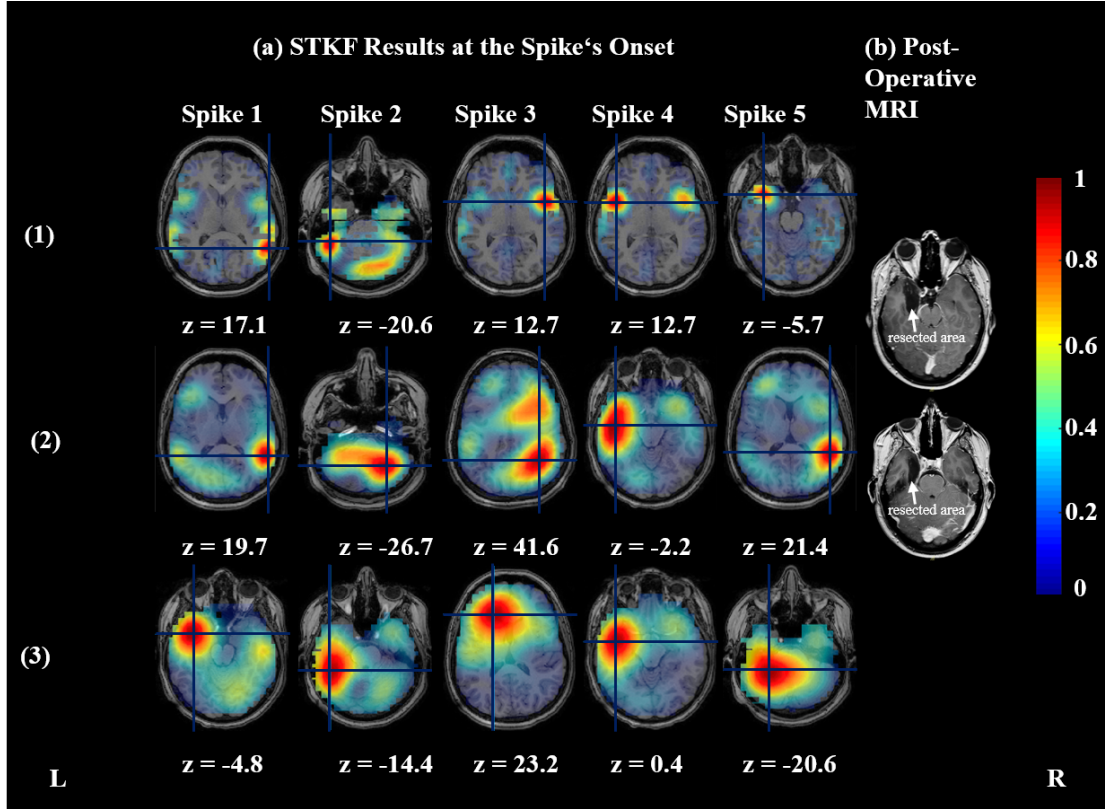 (a) STKF Results at the Spike‘s Onset
(b) Post-
Operative
MRI
Spike 1 Spike 2 Spike 3 Spike 4 Spike 5
(1)
z = 17.1 z = -20.6 z = 12.7 z = 12.7 z = -5.7
(2)
z = 19.7 z = -26.7 z = 41.6 z = -2.2 z = 21.4
(3)
z = -4.8 z = -14.4 z = 23.2 z = 0.4 z = -20.6
resected area
resected area
1
0.8
0.6
0.4
0.2
0
L R